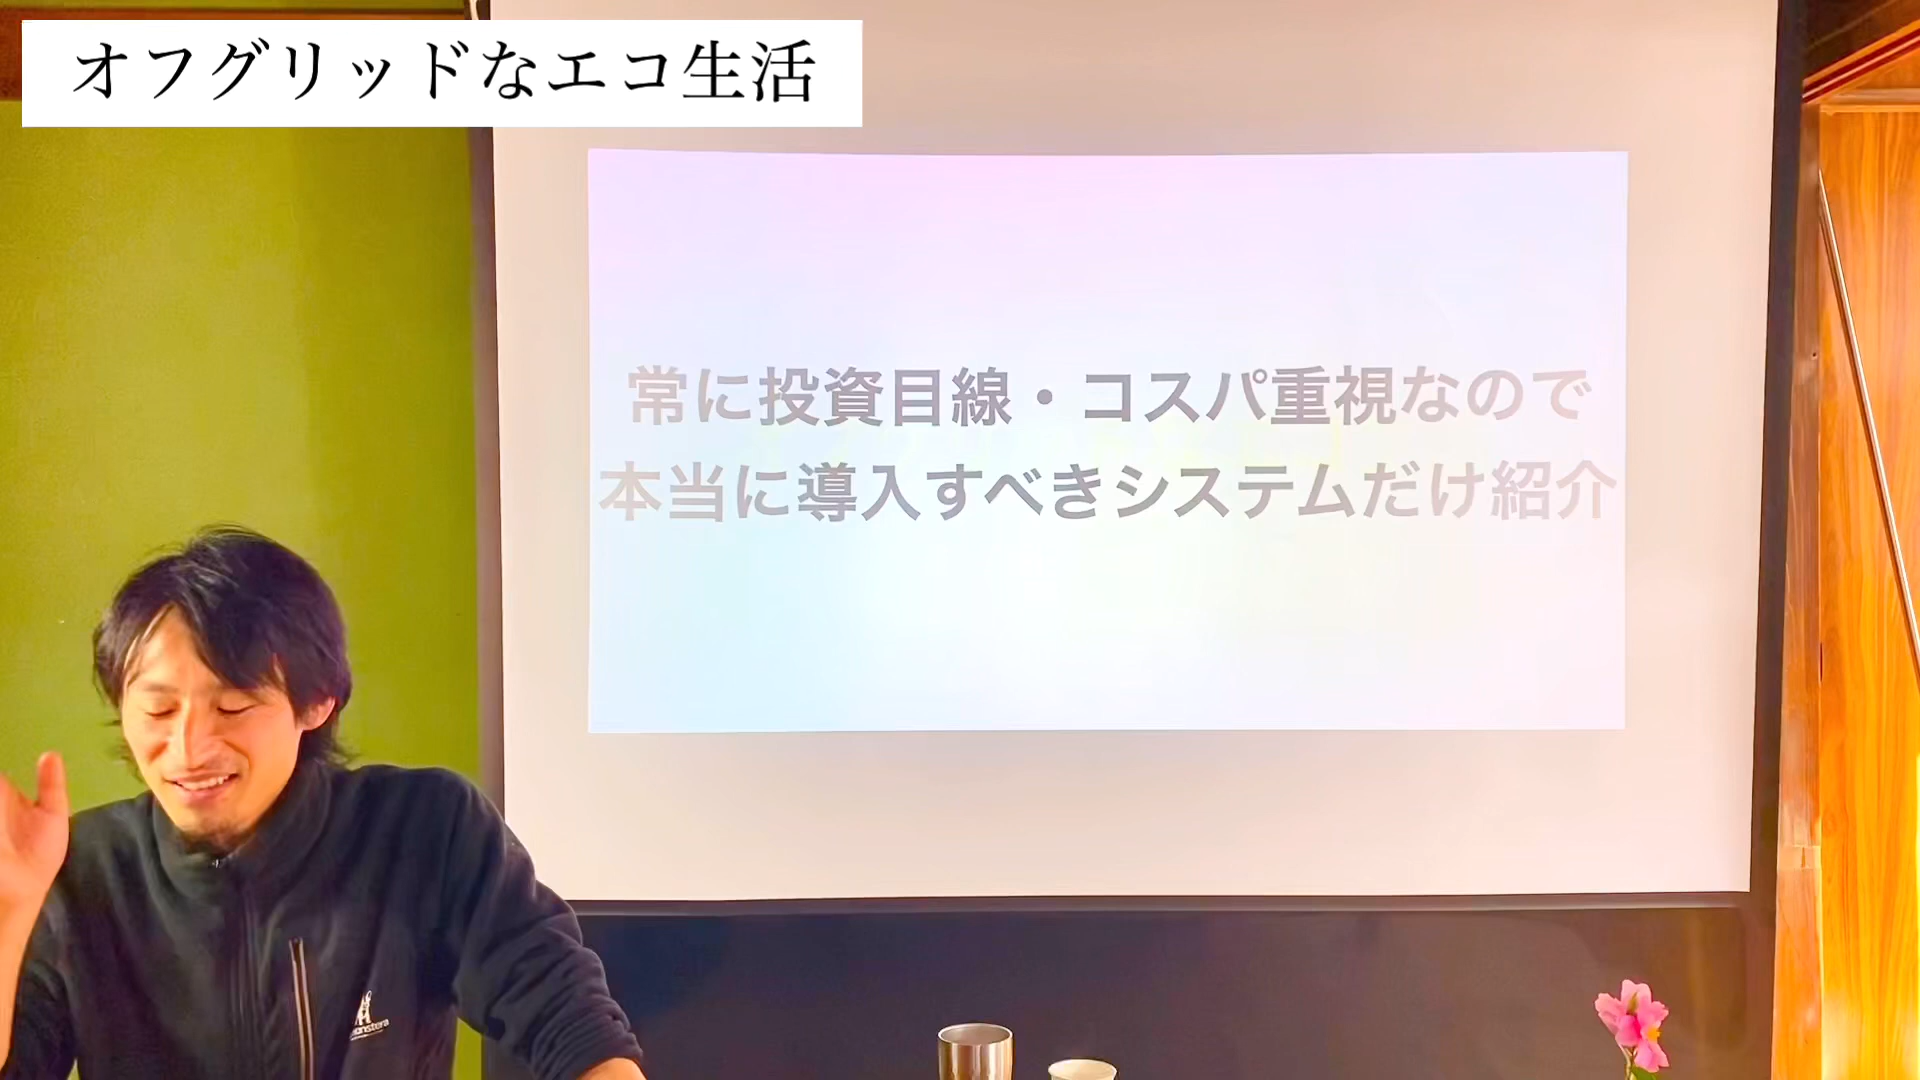 オフグリッドなエコ生活
常に投資目線・コスパ重視なので
本当に導入すべきシステムだけ紹介